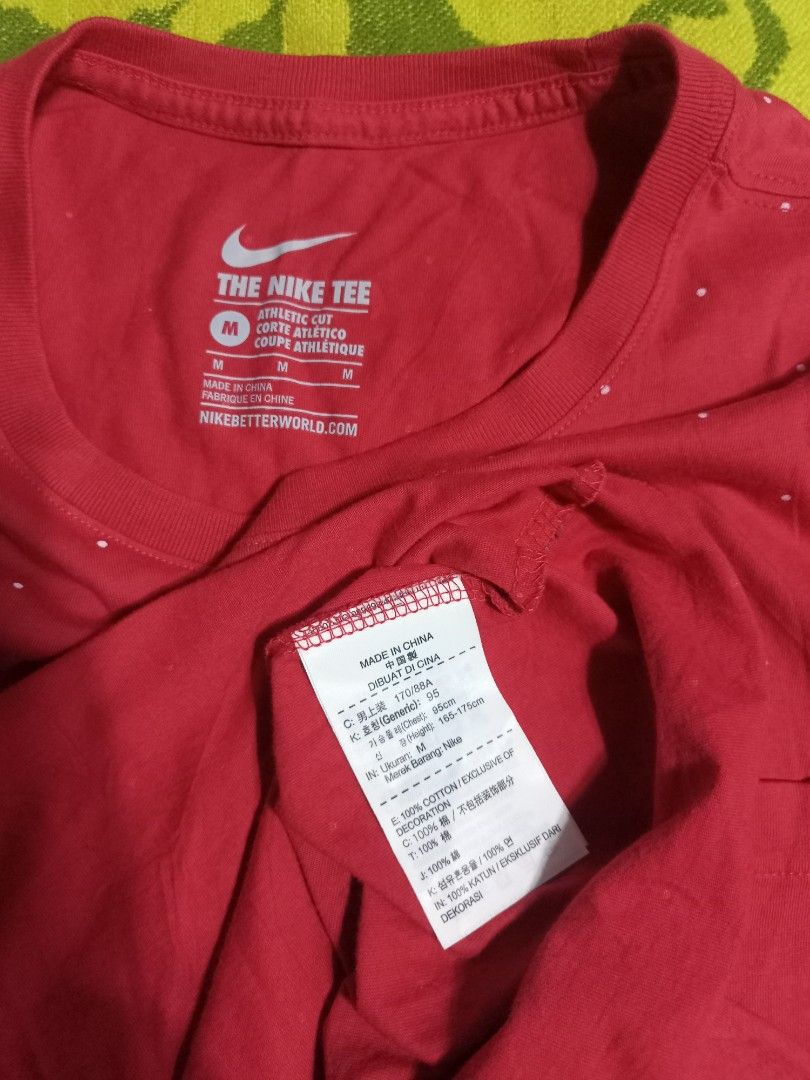 THE NIKE TEE
M
ATHLETIC CUT
CORTE ATLÉTICO
COUPE ATHLÉTIQUE
M M M
MADE IN CHINA
FABRIQUE EN CHINE
NIKEBETTERWORLD.COM
MADE IN CHINA
中国製
DIBUAT DI CINA
C: 男上装 170/88A
K: 호칭(Generic): 95
가슴둘레(Chest): 95cm
신 장(Height): 165-175cm
IN: Ukuran: M
Merek Barang: Nike
E: 100% COTTON / EXCLUSIVE OF
DECORATION
C: 100% 棉 / 不包括装饰部分
T: 100% 棉
J: 100% 綿
K: 섬유혼용율 / 100% 면
IN: 100% KATUN / EKSKLUSIF DARI
DEKORASI